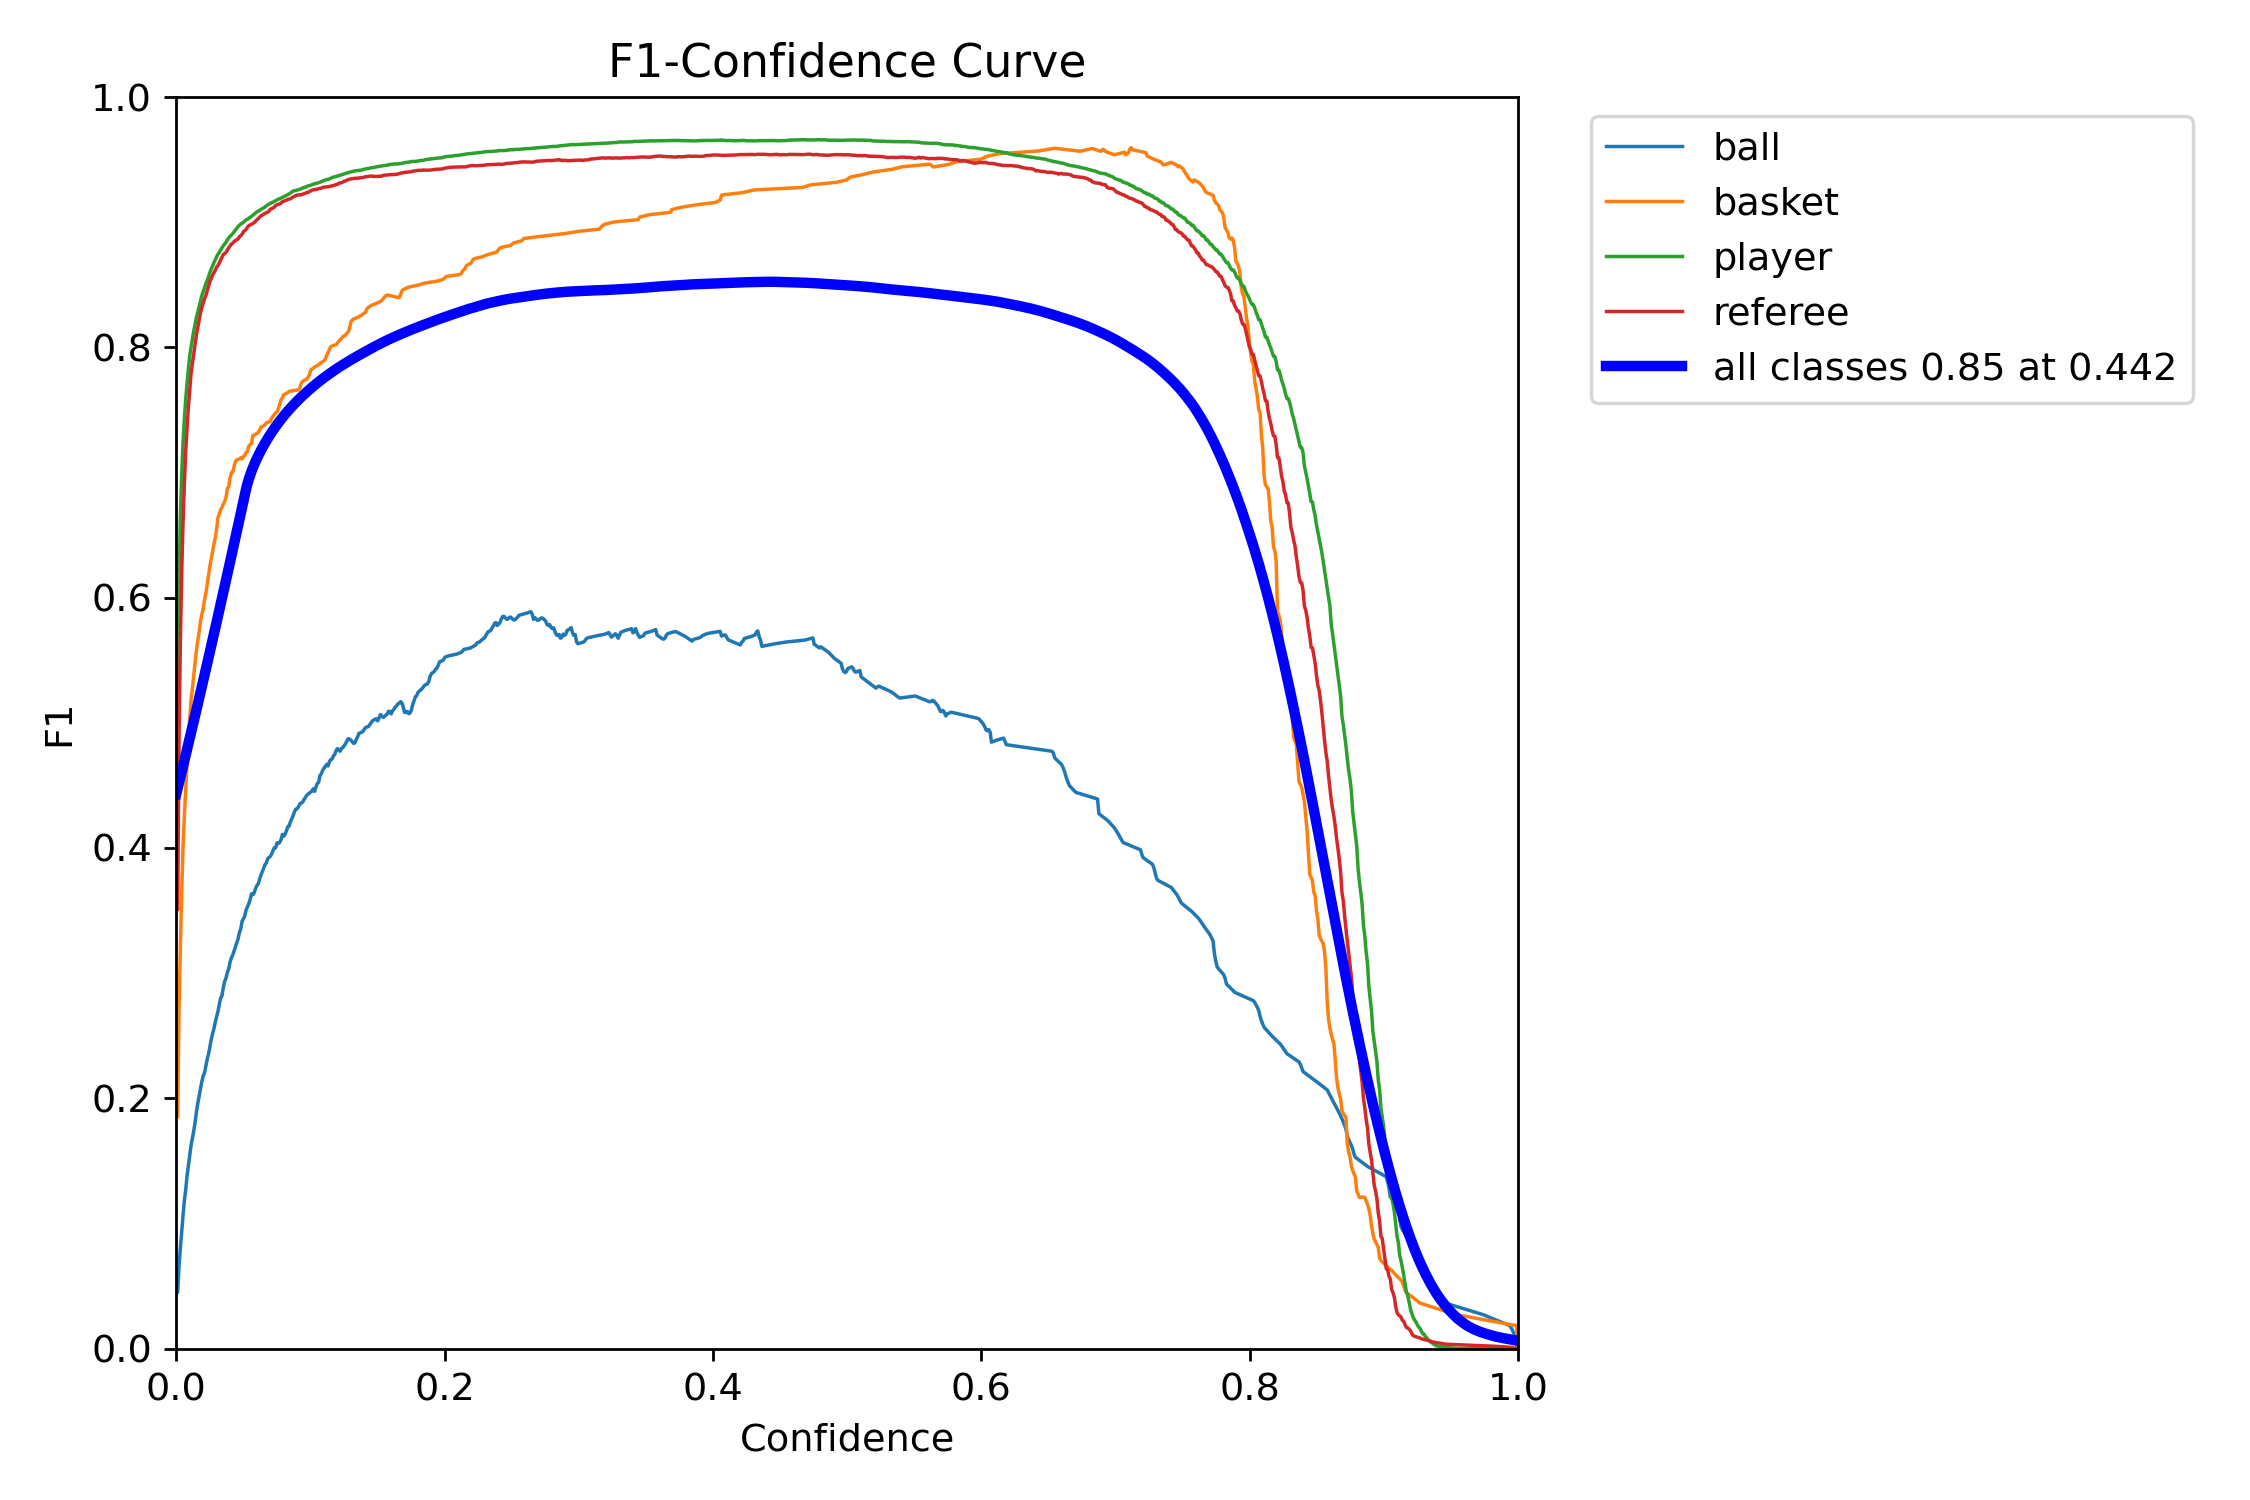 F1-Confidence Curve
1.0
0.8
0.6
0.4
0.2
0.0
F1
0.0 0.2 0.4 0.6 0.8 1.0
Confidence
ball
basket
player
referee
all classes 0.85 at 0.442